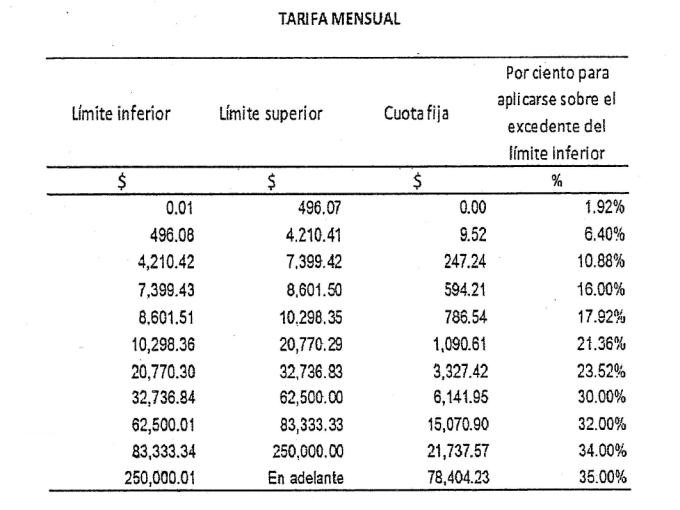 TARIFA MENSUAL
Por ciento para
aplicarse sobre el
Límite inferior Límite superior Cuota fija
excedente del
límite inferior
$ $ $ %
0.01 496.07 0.00 1.92%
496.08 4.210.41 9.52 6.40%
4,210.42 7,399.42 247.24 10.88%
7,399.43 8,601.50 594.21 16.00%
8,601.51 10,298.35 786.54 17.92%
10,298.36 20,770.29 1,090.61 21.36%
20,770.30 32,736.83 3,327.42 23.52%
32,736.84 62,500.00 6,141.95 30.00%
62,500.01 83,333.33 15,070.90 32.00%
83,333.34 250,000.00 21,737.57 34.00%
250,000.01 En adelante 78,404.23 35.00%